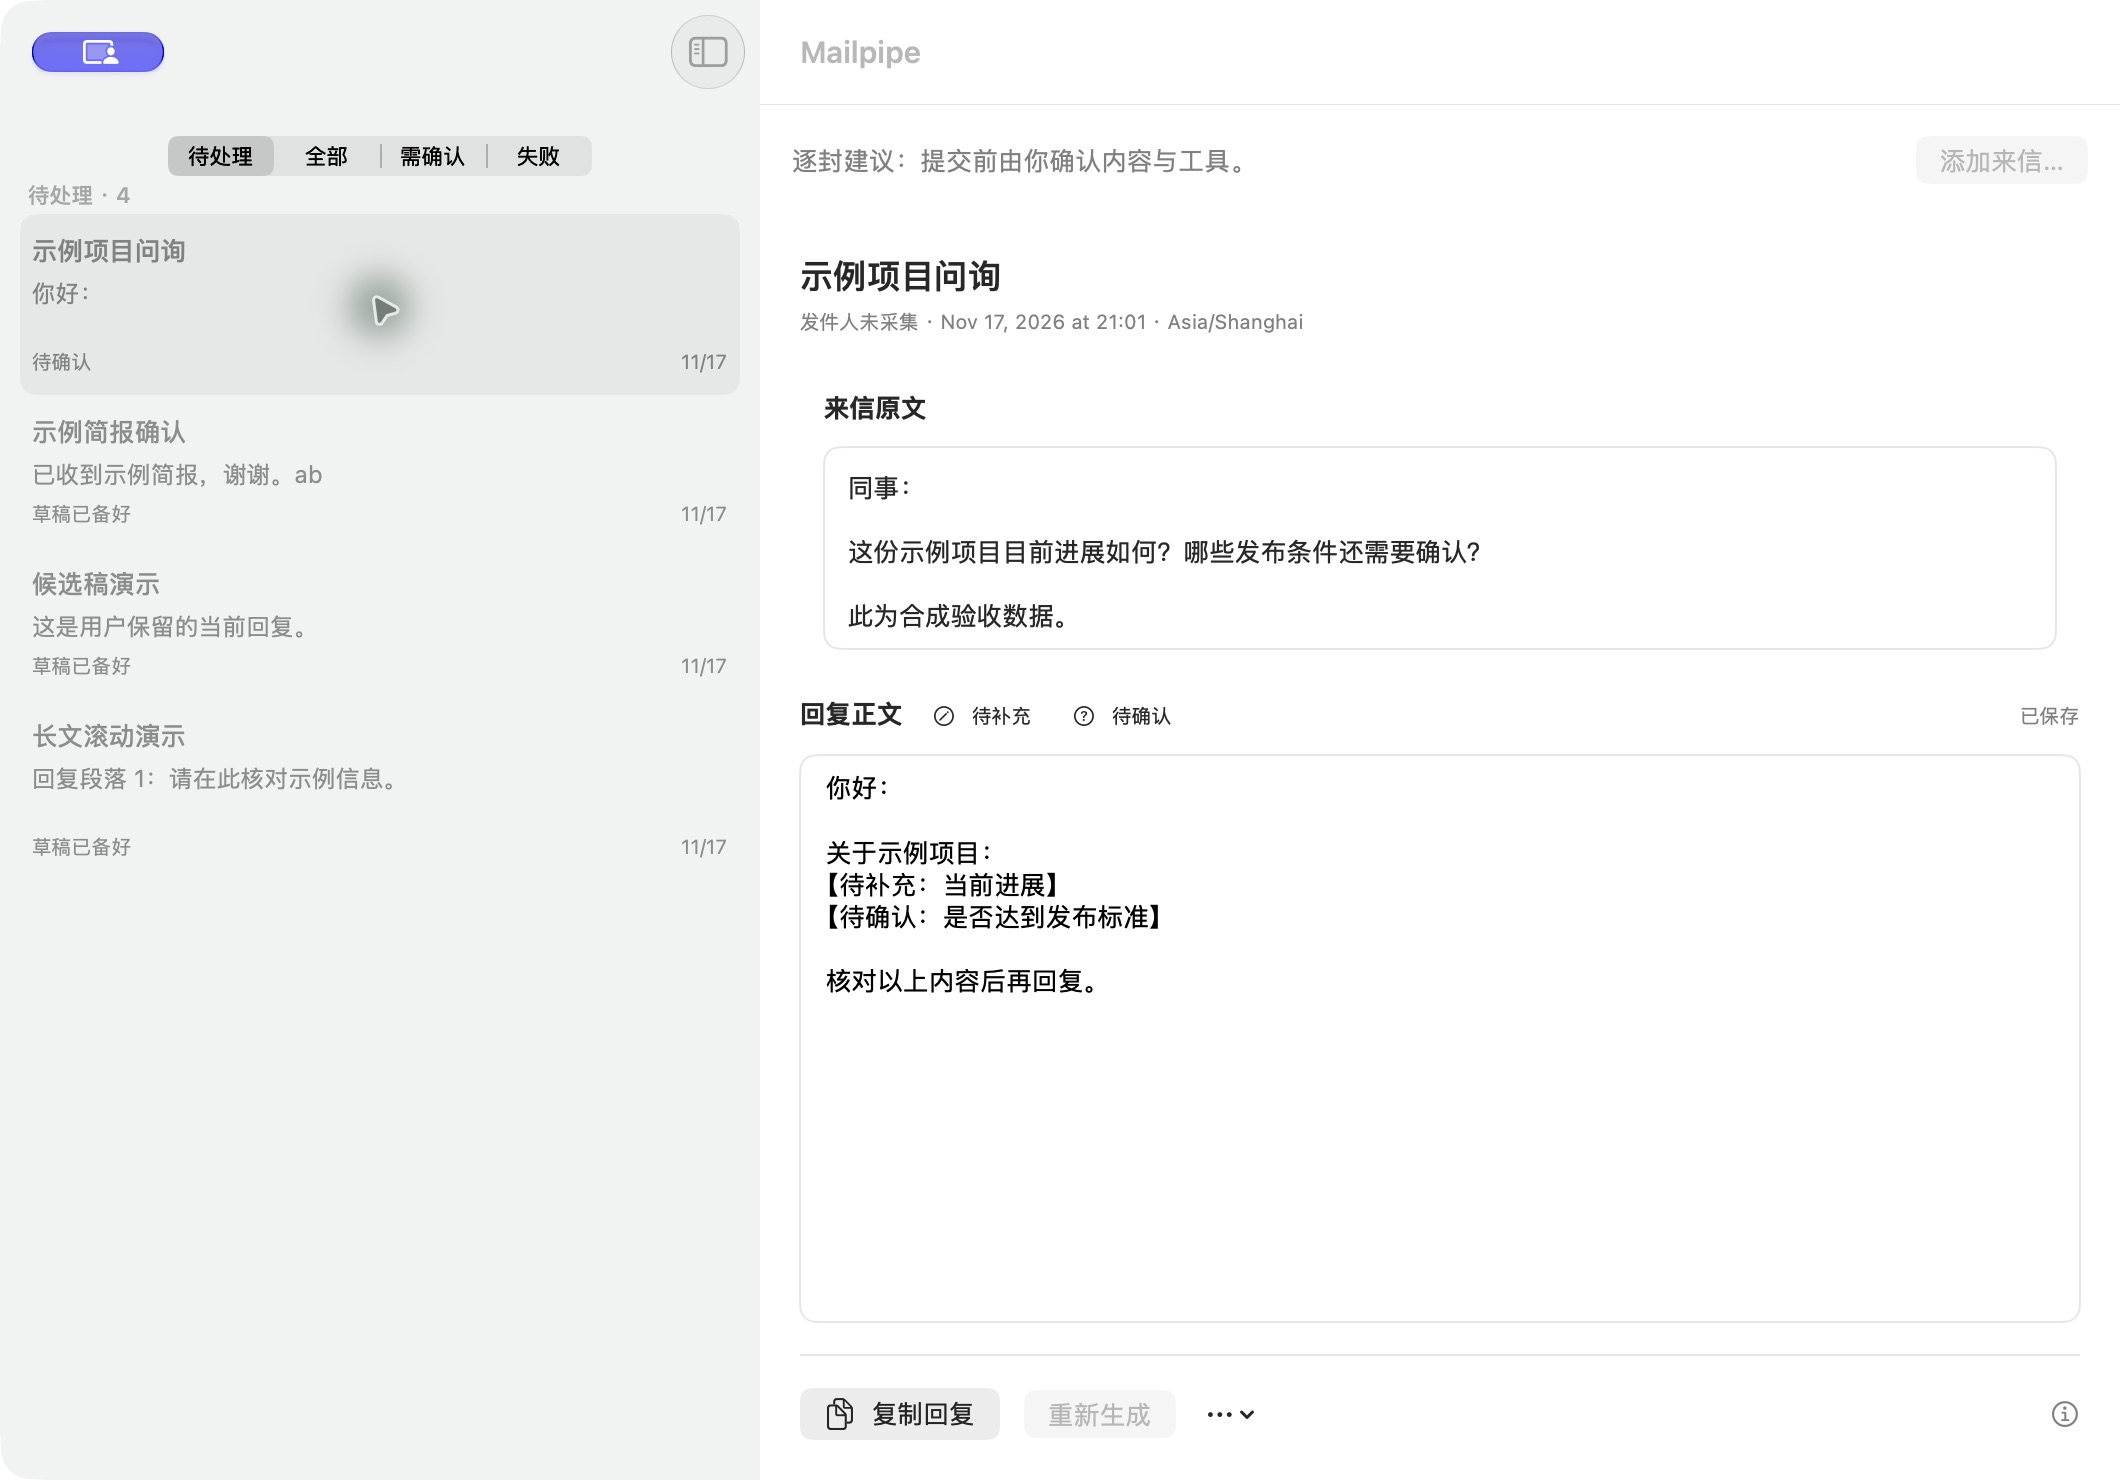 Mailpipe
待处理
全部
需确认
失败
待处理 · 4
示例项目问询
你好：
待确认
11/17
示例简报确认
已收到示例简报，谢谢。ab
草稿已备好
11/17
候选稿演示
这是用户保留的当前回复。
草稿已备好
11/17
长文滚动演示
回复段落 1：请在此核对示例信息。
草稿已备好
11/17
逐封建议：提交前由你确认内容与工具。
添加来信...
示例项目问询
发件人未采集 · Nov 17, 2026 at 21:01 · Asia/Shanghai
来信原文
同事：
这份示例项目目前进展如何？哪些发布条件还需要确认？
此为合成验收数据。
回复正文
待补充
待确认
已保存
你好：
关于示例项目：
【待补充：当前进展】
【待确认：是否达到发布标准】
核对以上内容后再回复。
复制回复
重新生成